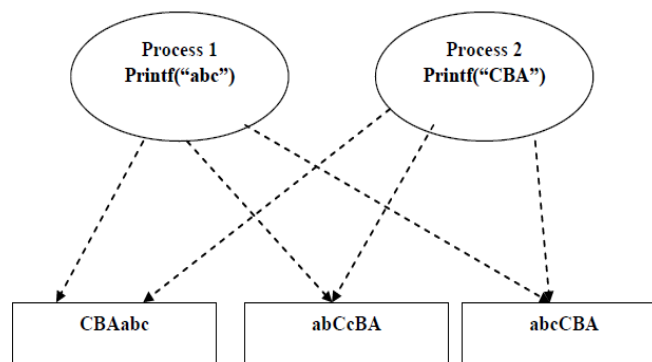 Process 1
Printf(“abc”)
Process 2
Printf(“CBA”)
CBAabc
abCcBA
abcCBA